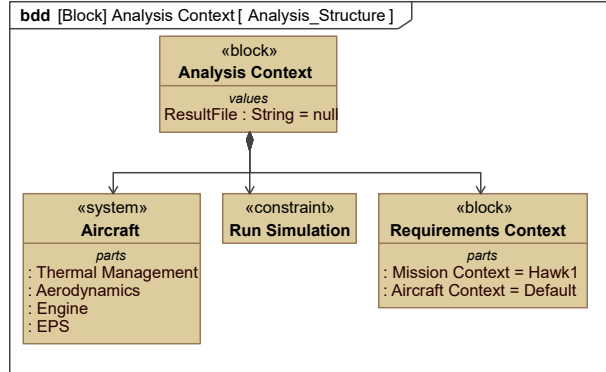 bdd [Block] Analysis Context [ Analysis_Structure ]
«block»
Analysis Context
values
ResultFile : String = null
«system»
Aircraft
parts
: Thermal Management
: Aerodynamics
: Engine
: EPS
«constraint»
Run Simulation
«block»
Requirements Context
parts
: Mission Context = Hawk1
: Aircraft Context = Default